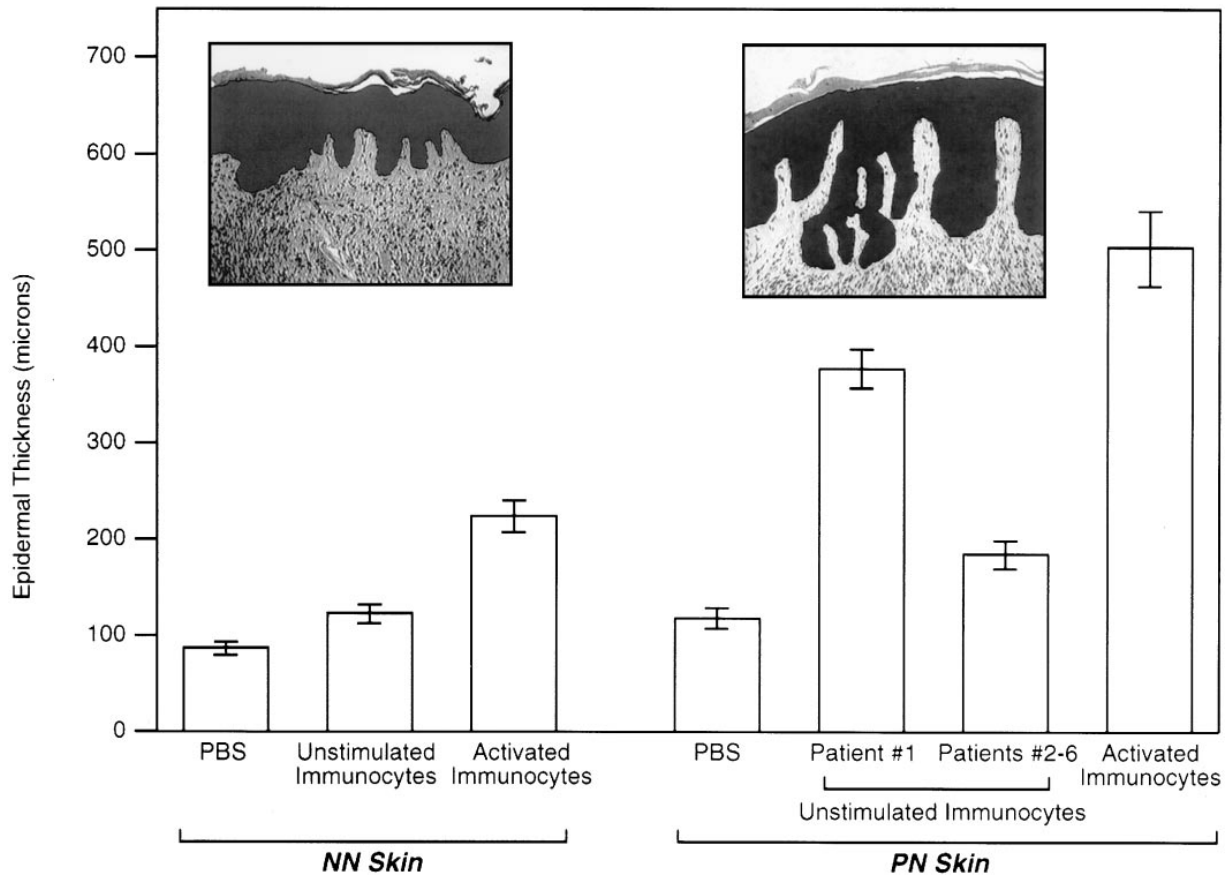 Epidermal Thickness (microns)
700
600
500
400
300
200
100
0
PBS
Unstimulated
Immunocytes
Activated
Immunocytes
PBS
Patient #1
Patients #2-6
Activated
Immunocytes
Unstimulated Immunocytes
NN Skin
PN Skin